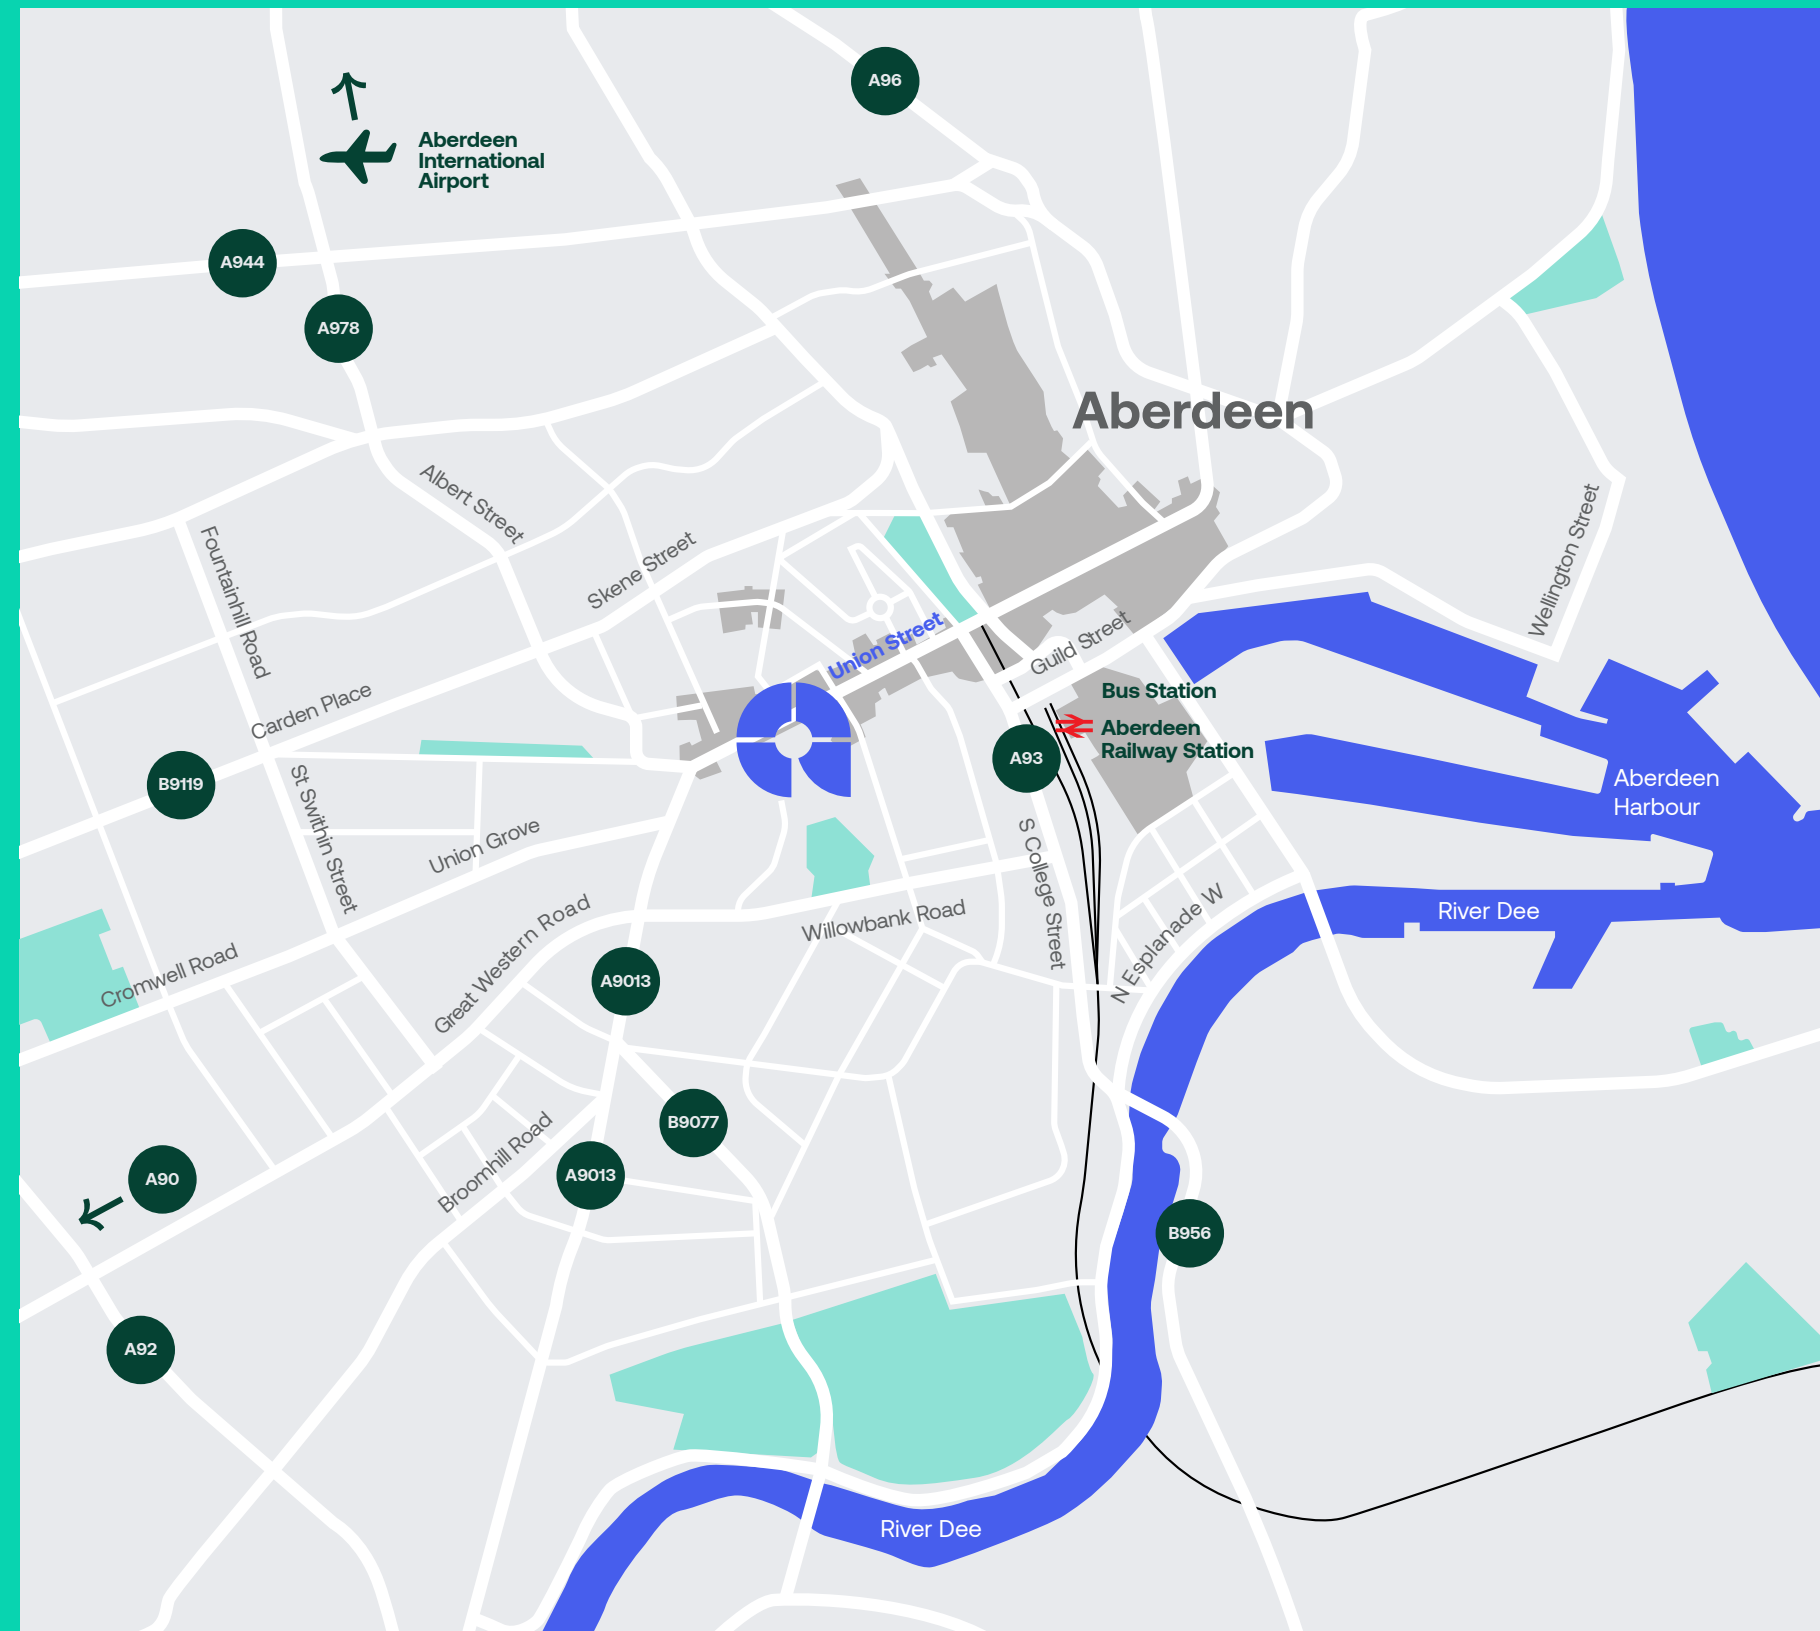 A96
Aberdeen
International
Airport
A944
A978
Aberdeen
Albert Street
Fountainhill Road
Skene Street
Wellington Street
Union Street
Guild Street
Carden Place
Bus Station
Aberdeen
Railway Station
A93
B9119
Aberdeen
Harbour
St Swithin Street
Union Grove
S College Street
Great Western Road
Willowbank Road
N Esplanade W
River Dee
Cromwell Road
A9013
B9077
Broomhill Road
A9013
A90
B956
A92
River Dee